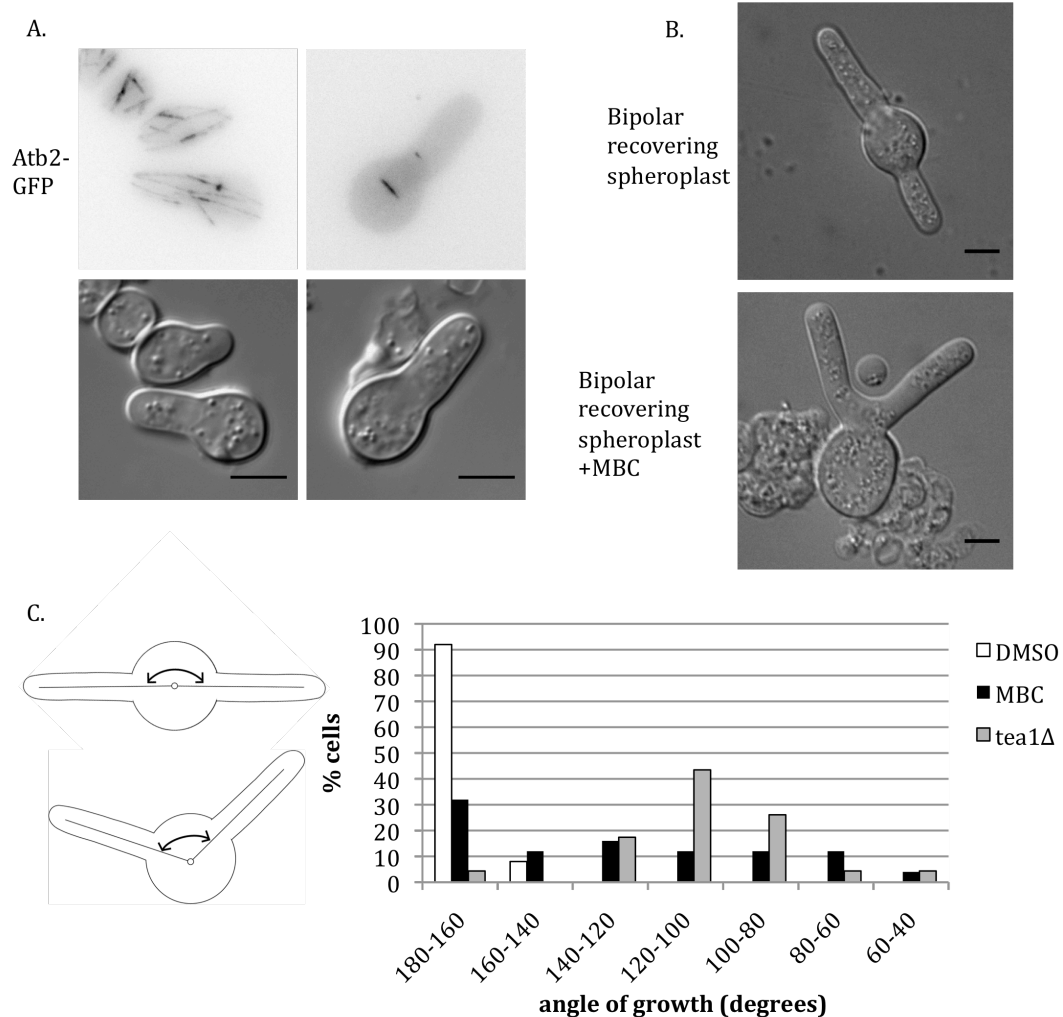 A.
Atb2-
GFP
B.
Bipolar
recovering
spheroplast
Bipolar
recovering
spheroplast
+MBC
C.
% cells
100
90
80
70
60
50
40
30
20
10
0
180-160
160-140
140-120
120-100
100-80
80-60
60-40
angle of growth (degrees)
DMSO
MBC
tea1Δ